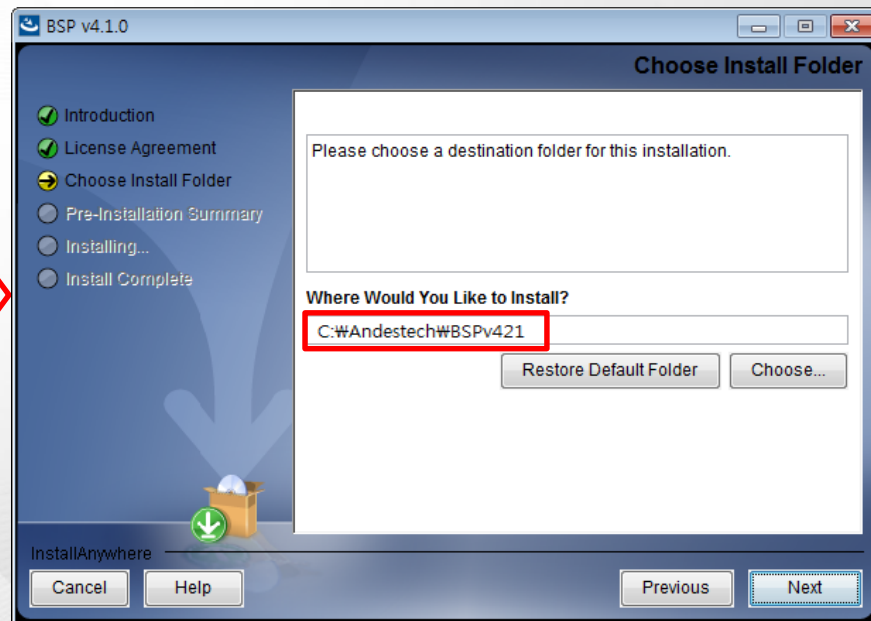 BSP v4.1.0
Choose Install Folder
Introduction
License Agreement
Choose Install Folder
Pre-Installation Summary
Installing...
Install Complete
Please choose a destination folder for this installation.
Where Would You Like to Install?
C:₩Andestech₩BSPv421
Restore Default Folder
Choose...
InstallAnywhere
Cancel
Help
Previous
Next